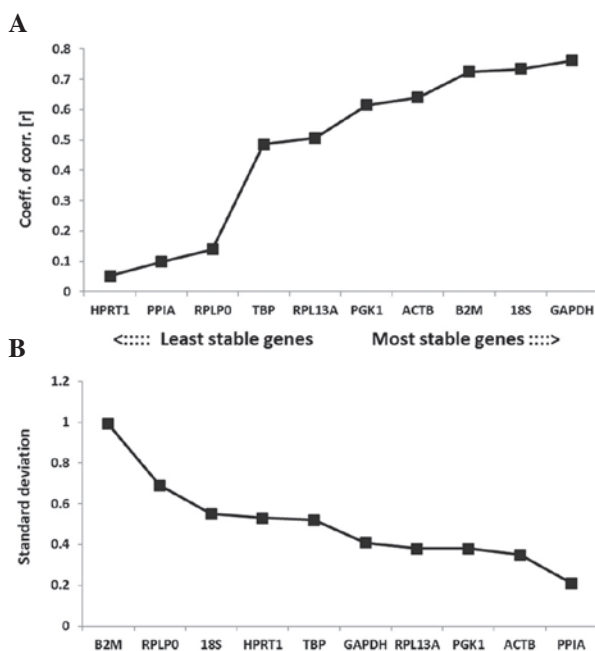 A
0.8
0.7
0.6
0.5
0.4
0.3
0.2
0.1
0
Coeff. of corr. [r]
HPRT1 PPIA RPLP0 TBP RPL13A PGK1 ACTB B2M 18S GAPDH
<::::: Least stable genes Most stable genes ::::>
B
1.2
1
0.8
0.6
0.4
0.2
0
Standard deviation
B2M RPLP0 18S HPRT1 TBP GAPDH RPL13A PGK1 ACTB PPIA